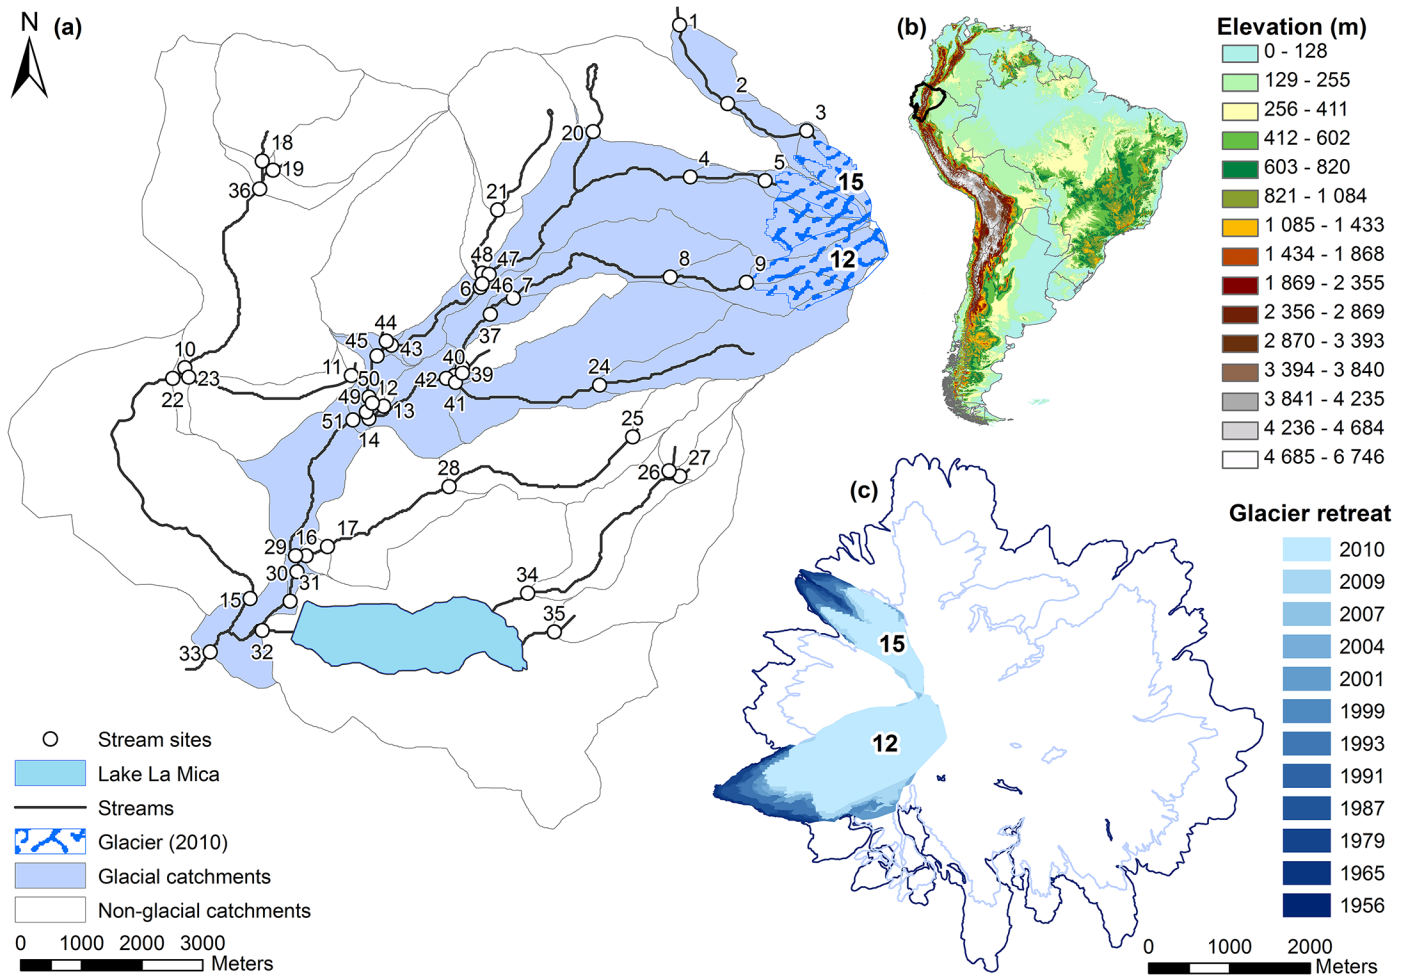 N
(a)
1
2
3
20
4
5
15
18
19
36
21
12
48
47
8
9
6
46
7
37
44
45
43
10
11
40
24
23
50
42
39
22
12
41
49
13
51
14
25
28
26
27
16
17
29
30
31
34
15
35
33
32
Stream sites
Lake La Mica
Streams
Glacier (2010)
Glacial catchments
Non-glacial catchments
0 1000 2000 3000
Meters
(b)
Elevation (m)
0 - 128
129 - 255
256 - 411
412 - 602
603 - 820
821 - 1 084
1 085 - 1 433
1 434 - 1 868
1 869 - 2 355
2 356 - 2 869
2 870 - 3 393
3 394 - 3 840
3 841 - 4 235
4 236 - 4 684
4 685 - 6 746
(c)
15
12
Glacier retreat
2010
2009
2007
2004
2001
1999
1993
1991
1987
1979
1965
1956
0 1000 2000
Meters